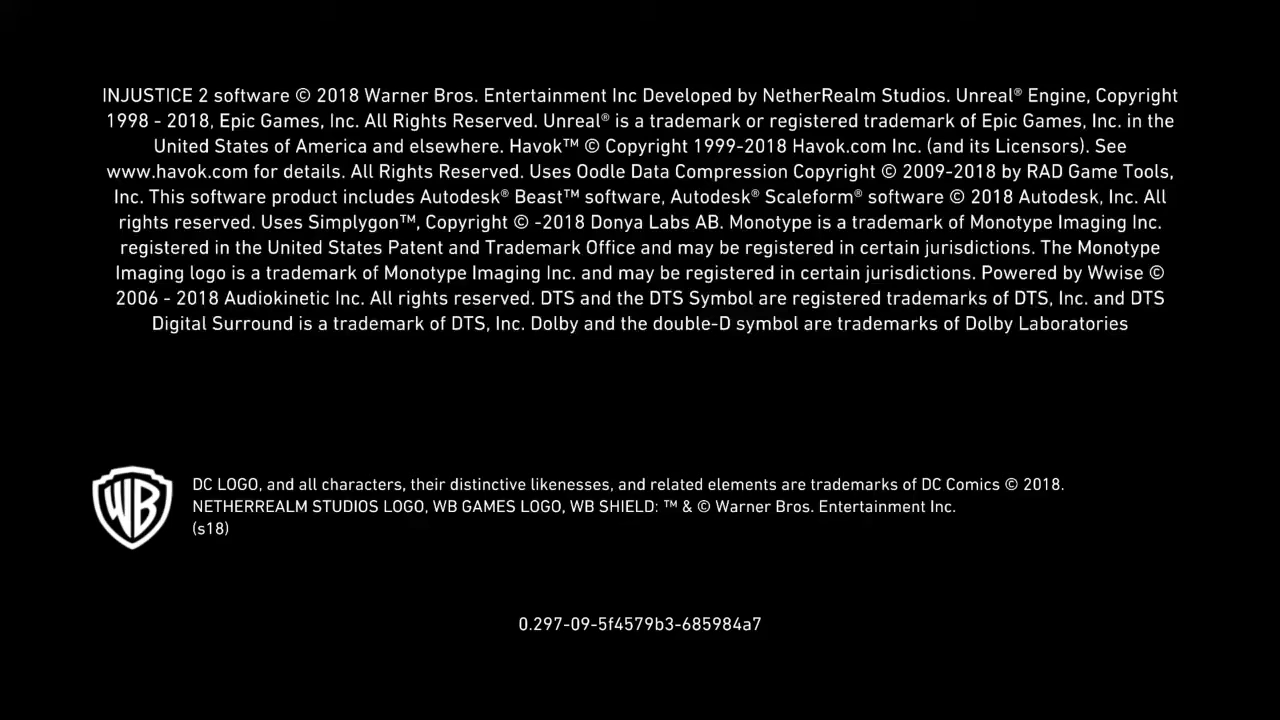 INJUSTICE 2 software © 2018 Warner Bros. Entertainment Inc Developed by NetherRealm Studios. Unreal® Engine, Copyright
1998 - 2018, Epic Games, Inc. All Rights Reserved. Unreal® is a trademark or registered trademark of Epic Games, Inc. in the
United States of America and elsewhere. Havok™ © Copyright 1999-2018 Havok.com Inc. (and its Licensors). See
www.havok.com for details. All Rights Reserved. Uses Oodle Data Compression Copyright © 2009-2018 by RAD Game Tools,
Inc. This software product includes Autodesk® Beast™ software, Autodesk® Scaleform® software © 2018 Autodesk, Inc. All
rights reserved. Uses Simplygon™, Copyright © -2018 Donya Labs AB. Monotype is a trademark of Monotype Imaging Inc.
registered in the United States Patent and Trademark Office and may be registered in certain jurisdictions. The Monotype
Imaging logo is a trademark of Monotype Imaging Inc. and may be registered in certain jurisdictions. Powered by Wwise ©
2006 - 2018 Audiokinetic Inc. All rights reserved. DTS and the DTS Symbol are registered trademarks of DTS, Inc. and DTS
Digital Surround is a trademark of DTS, Inc. Dolby and the double-D symbol are trademarks of Dolby Laboratories
WB
DC LOGO, and all characters, their distinctive likenesses, and related elements are trademarks of DC Comics © 2018.
NETHERREALM STUDIOS LOGO, WB GAMES LOGO, WB SHIELD: ™ & © Warner Bros. Entertainment Inc.
(s18)
0.297-09-5f4579b3-685984a7